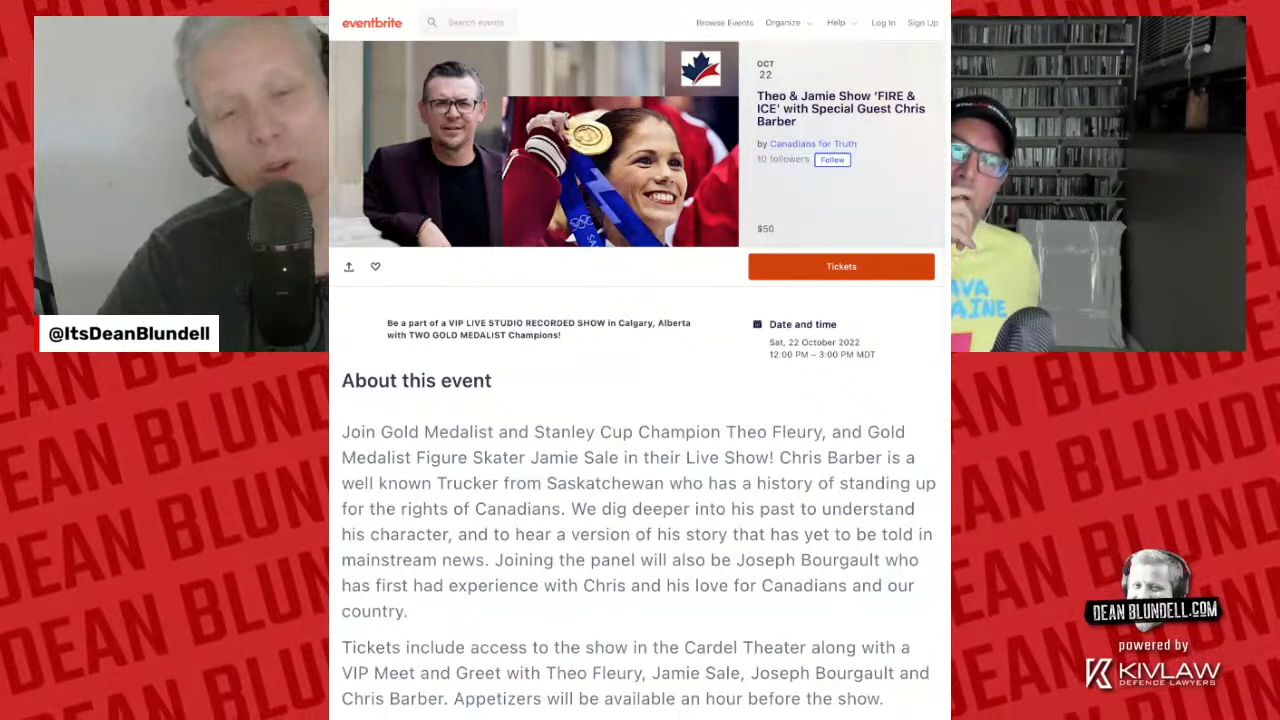 eventbrite
Search events
Browse Events
Organize
Help
Log In
Sign Up
OCT
22
Theo & Jamie Show 'FIRE &
ICE' with Special Guest Chris
Barber
by Canadians for Truth
10 followers
Follow
$50
Tickets
@ItsDeanBlundell
Be a part of a VIP LIVE STUDIO RECORDED SHOW in Calgary, Alberta
with TWO GOLD MEDALIST Champions!
Date and time
Sat, 22 October 2022
12:00 PM – 3:00 PM MDT
About this event
Join Gold Medalist and Stanley Cup Champion Theo Fleury, and Gold
Medalist Figure Skater Jamie Sale in their Live Show! Chris Barber is a
well known Trucker from Saskatchewan who has a history of standing up
for the rights of Canadians. We dig deeper into his past to understand
his character, and to hear a version of his story that has yet to be told in
mainstream news. Joining the panel will also be Joseph Bourgault who
has first had experience with Chris and his love for Canadians and our
country.
Tickets include access to the show in the Cardel Theater along with a
VIP Meet and Greet with Theo Fleury, Jamie Sale, Joseph Bourgault and
Chris Barber. Appetizers will be available an hour before the show.
DEAN BLUNDELL.COM
powered by
KIVLAW
DEFENCE LAWYERS
DEAN BLUNDELL